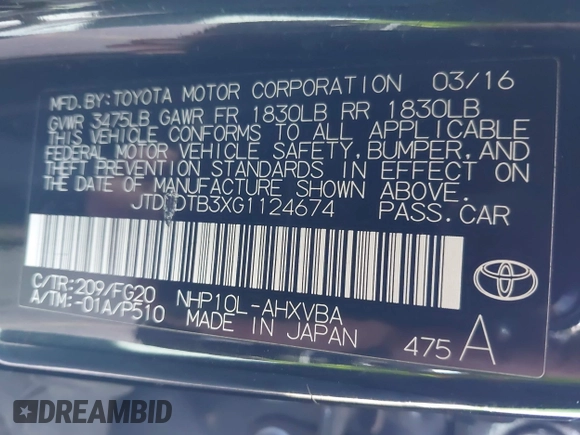 MFD.BY:TOYOTA MOTOR CORPORATION 03/16
GVWR 3475LB GAWR FR 1830LB RR 1830LB
THIS VEHICLE CONFORMS TO ALL APPLICABLE
FEDERAL MOTOR VEHICLE SAFETY,BUMPER,AND
THEFT PREVENTION STANDARDS IN EFFECT ON
THE DATE OF MANUFACTURE SHOWN ABOVE.
PASS.CAR
C/TR:209/FG20 NHP10L-AHXVBA
A/TM:-01A/P510 MADE IN JAPAN
475A
DREAMBID